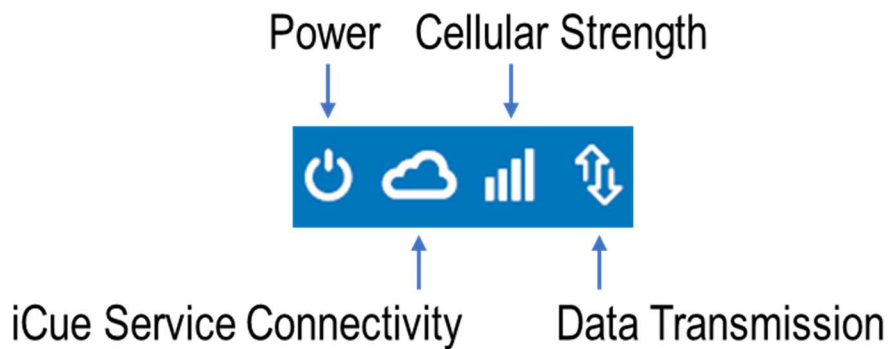 Power Cellular Strength
iCue Service Connectivity Data Transmission